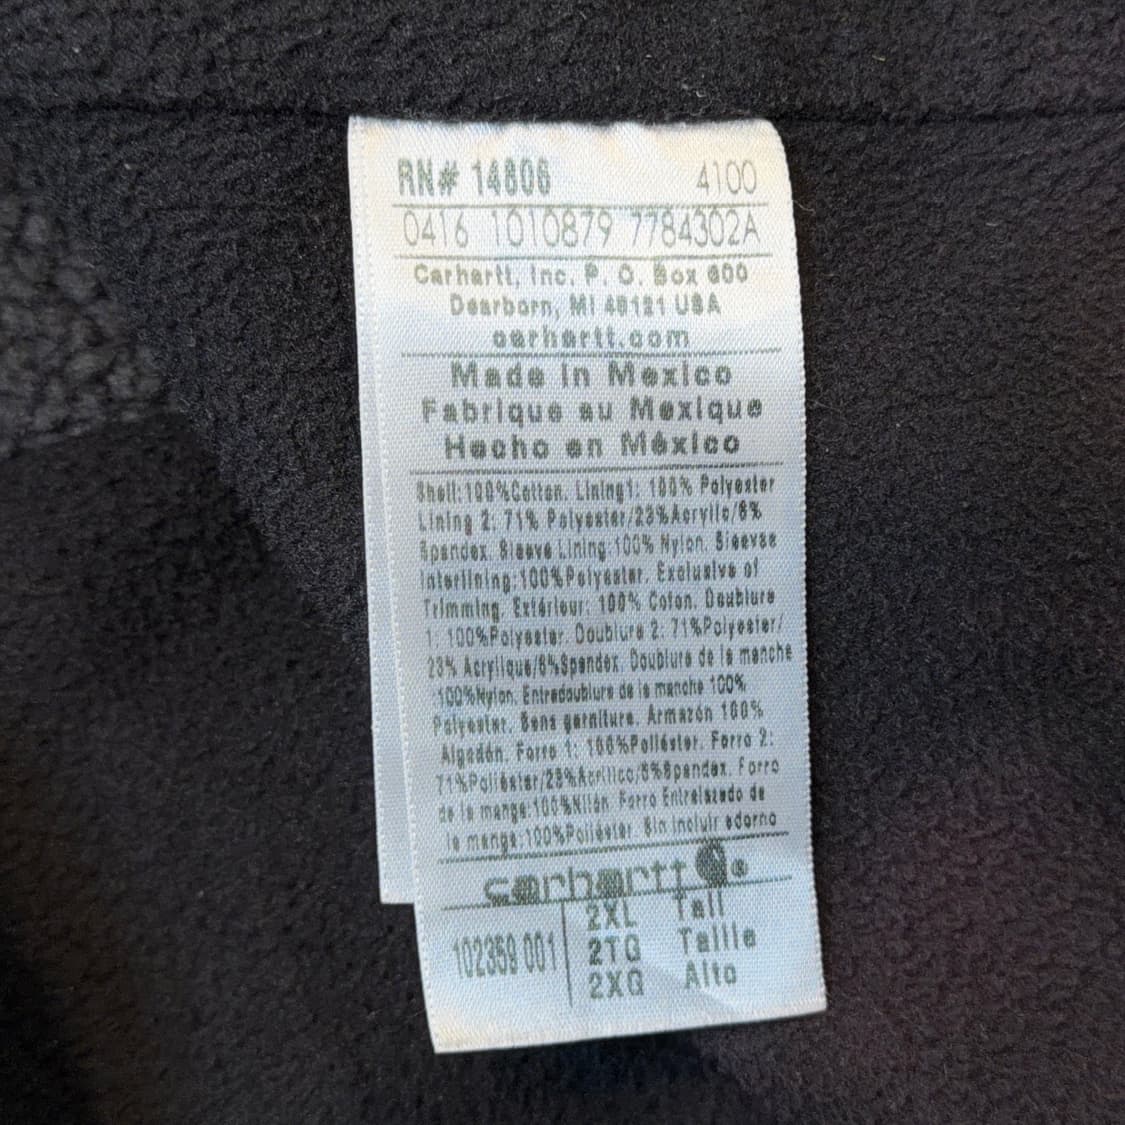 RN# 14806 4100
0416 1010879 7784302A
Carhartt, Inc. P. O. Box 600
Dearborn, MI 48121 USA
carhartt.com
Made in Mexico
Fabrique au Mexique
Hecho en México
Shell:100%Cotton. Lining1: 100% Polyester
Lining 2: 71% Polyester/23%Acrylic/6%
Spandex. Sleeve Lining:100% Nylon. Sleeves
Interlining:100%Polyester. Exclusive of
Trimming. Extérieur: 100% Coton. Doublure
1: 100%Polyester. Doublure 2: 71%Polyester/
23% Acrylique/6%Spandex. Doublure de la manche
:100%Nylon. Entredoublure de la manche 100%
Polyester. Sans garniture. Armazón 100%
Algodón. Forro 1: 100%Poliéster. Forro 2:
71%Poliéster/23%Acrílico/6%Spandex. Forro
de la manga:100%Nilón. Forro Entrelazado de
la manga:100%Poliéster. Sin incluir adorno
carhartt ®
102359 001 2XL Tall
2TG Taille
2XG Alto